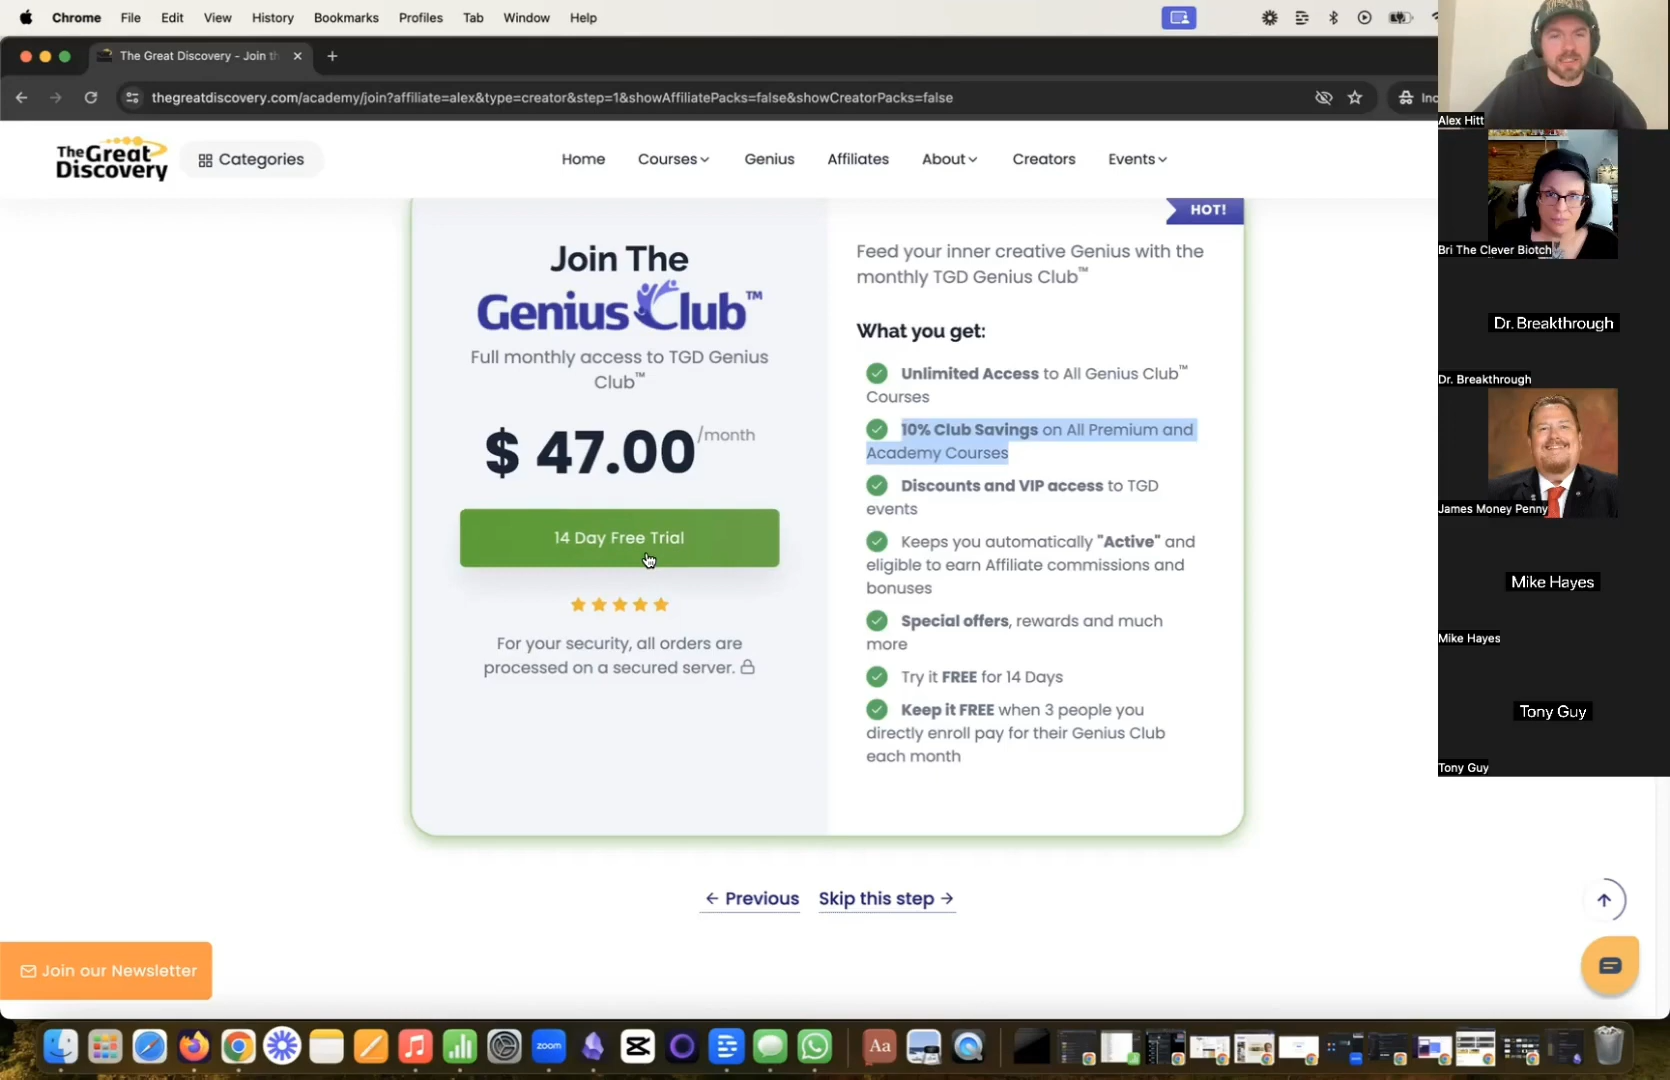 Chrome File Edit View History Bookmarks Profiles Tab Window Help
The Great Discovery - Join th
thegreatdiscovery.com/academy/join?affiliate=alex&type=creator&step=1&showAffiliatePacks=false&showCreatorPacks=false
The Great
Discovery
Categories
Home Courses Genius Affiliates About Creators Events
HOT!
Join The
Genius Club™
Full monthly access to TGD Genius
Club™
$ 47.00 /month
14 Day Free Trial
For your security, all orders are
processed on a secured server.
Feed your inner creative Genius with the
monthly TGD Genius Club™
What you get:
Unlimited Access to All Genius Club™
Courses
10% Club Savings on All Premium and
Academy Courses
Discounts and VIP access to TGD
events
Keeps you automatically "Active" and
eligible to earn Affiliate commissions and
bonuses
Special offers, rewards and much
more
Try it FREE for 14 Days
Keep it FREE when 3 people you
directly enroll pay for their Genius Club
each month
← Previous Skip this step →
Join our Newsletter
Alex Hitt
Bri The Clever Biotch
Dr. Breakthrough
Dr. Breakthrough
James Money Penny
Mike Hayes
Mike Hayes
Tony Guy
Tony Guy
zoom
Aa